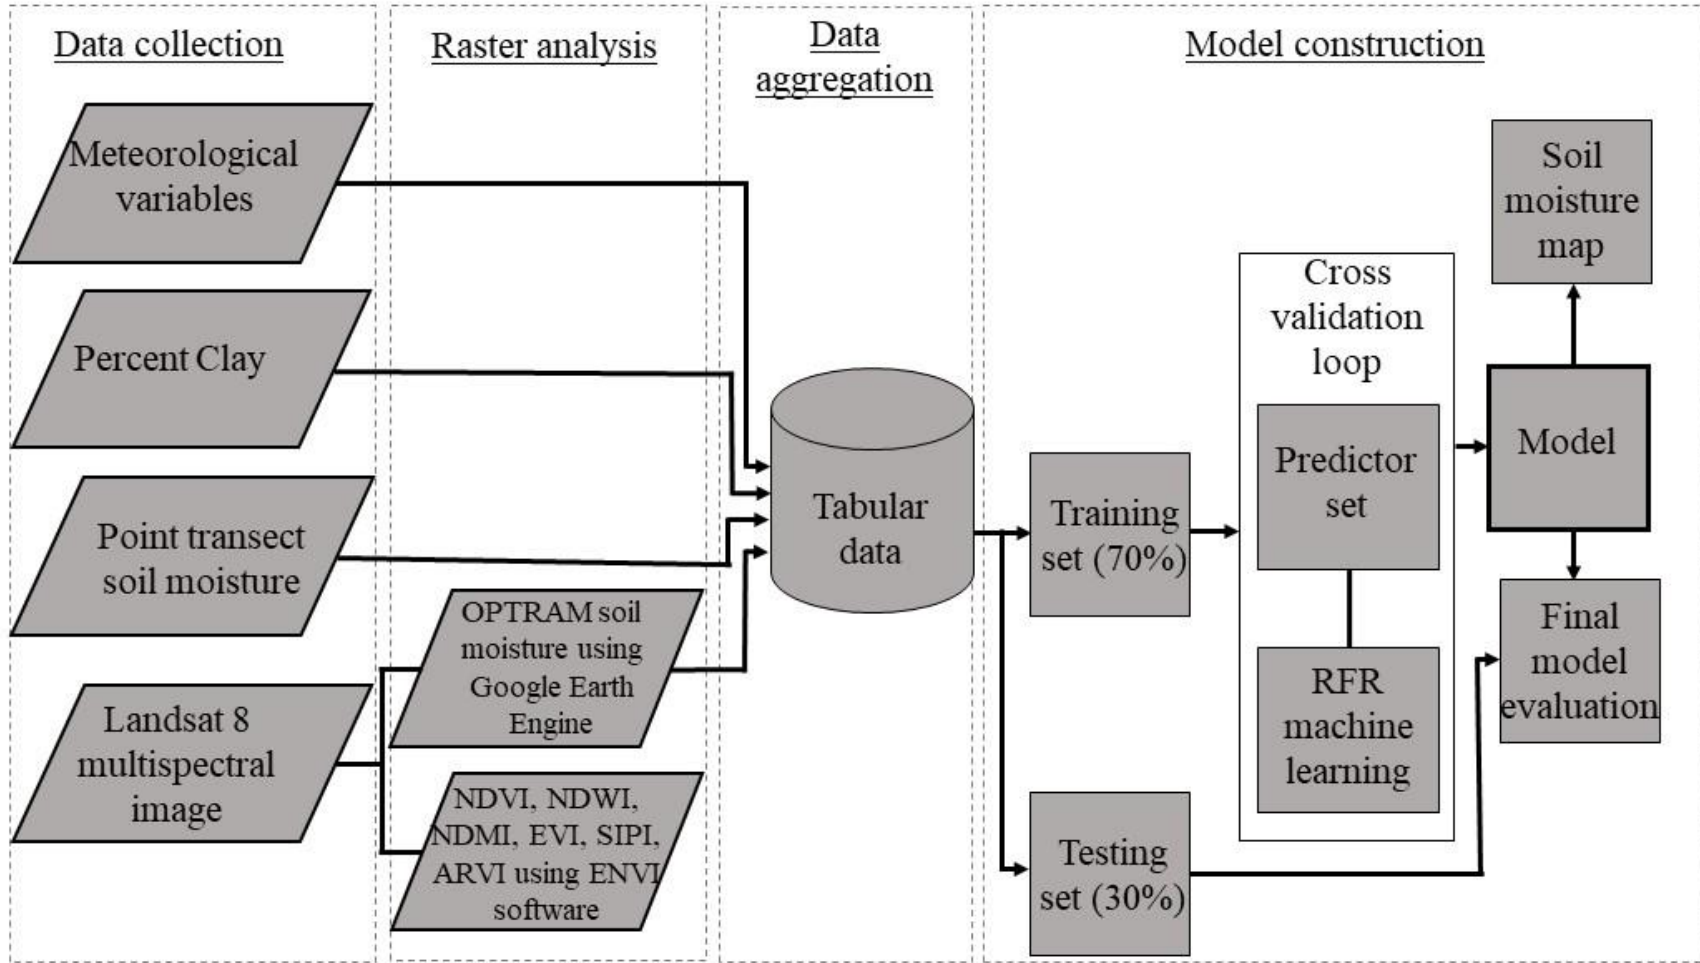 Data collection
Meteorological
variables
Percent Clay
Point transect
soil moisture
Landsat 8
multispectral
image
Raster analysis
OPTRAM soil
moisture using
Google Earth
Engine
NDVI, NDWI,
NDMI, EVI, SIPI,
ARVI using ENVI
software
Data
aggregation
Tabular
data
Model construction
Training
set (70%)
Testing
set (30%)
Cross
validation
loop
Predictor
set
RFR
machine
learning
Soil
moisture
map
Model
Final
model
evaluation